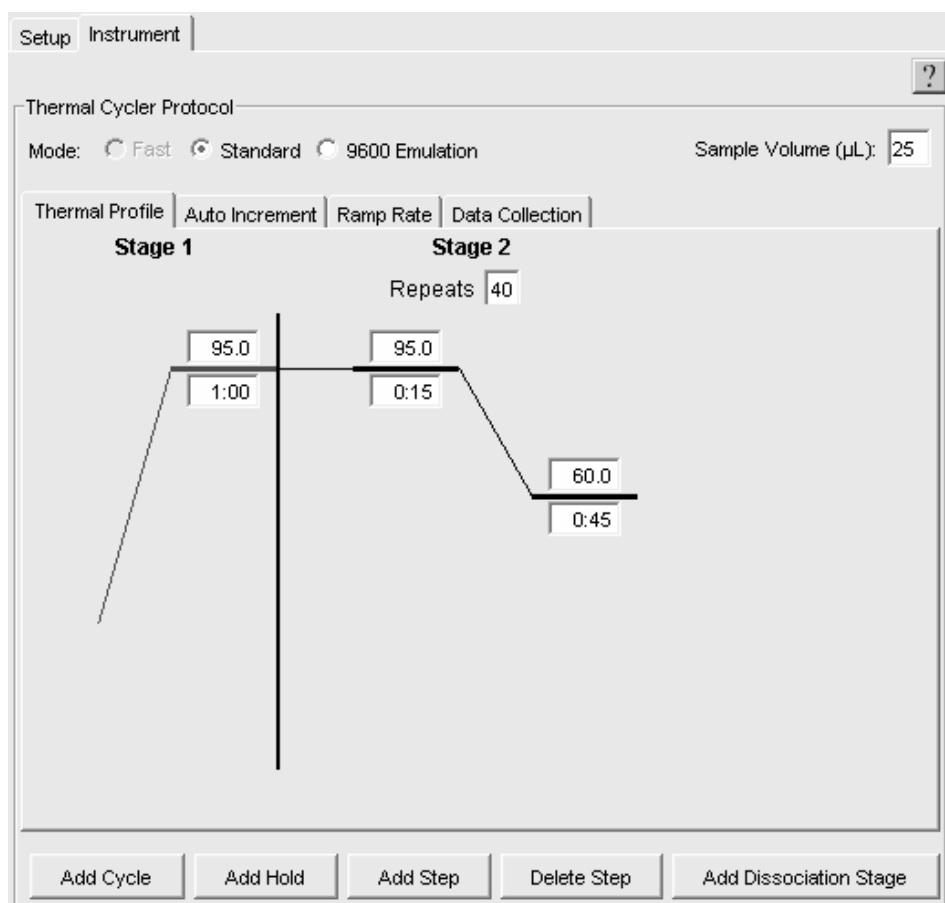 Setup Instrument
?
Thermal Cycler Protocol
Mode: Fast Standard 9600 Emulation Sample Volume (µL): 25
Thermal Profile Auto Increment Ramp Rate Data Collection
Stage 1 Stage 2
Repeats 40
95.0 95.0
1:00 0:15
60.0
0:45
Add Cycle Add Hold Add Step Delete Step Add Dissociation Stage